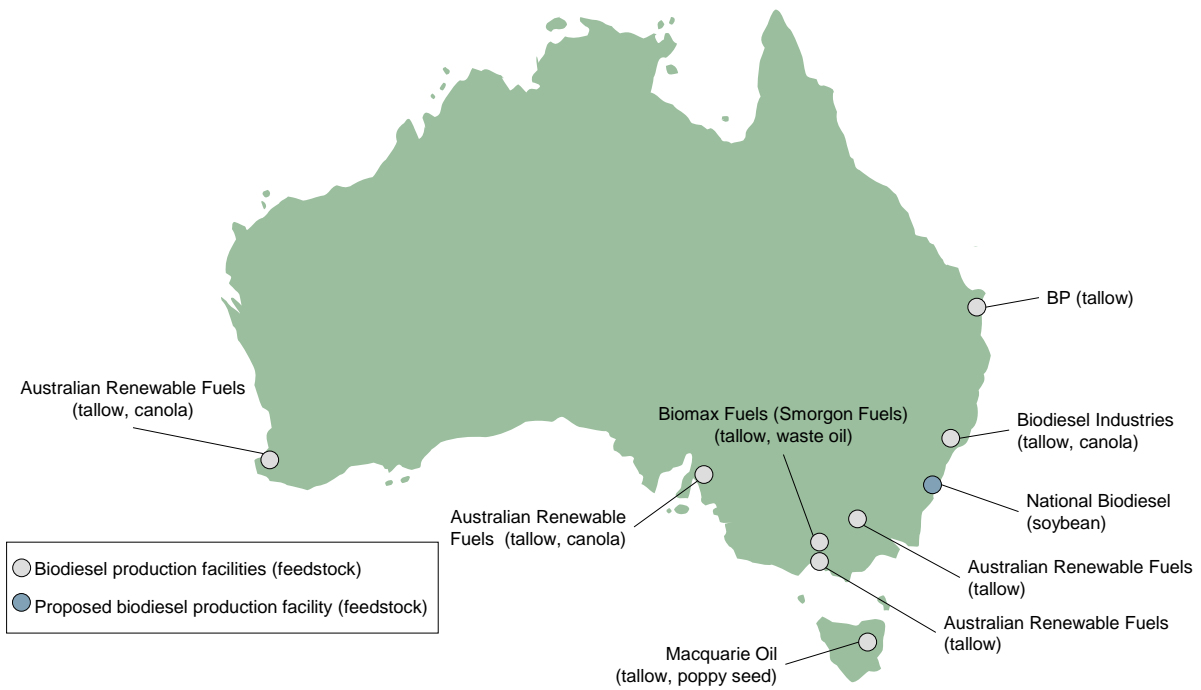 BP (tallow)
Australian Renewable Fuels
(tallow, canola)
Biomax Fuels (Smorgon Fuels)
(tallow, waste oil)
Biodiesel Industries
(tallow, canola)
National Biodiesel
(soybean)
Australian Renewable
Fuels (tallow, canola)
Australian Renewable Fuels
(tallow)
Australian Renewable Fuels
(tallow)
Macquarie Oil
(tallow, poppy seed)
Biodiesel production facilities (feedstock)
Proposed biodiesel production facility (feedstock)